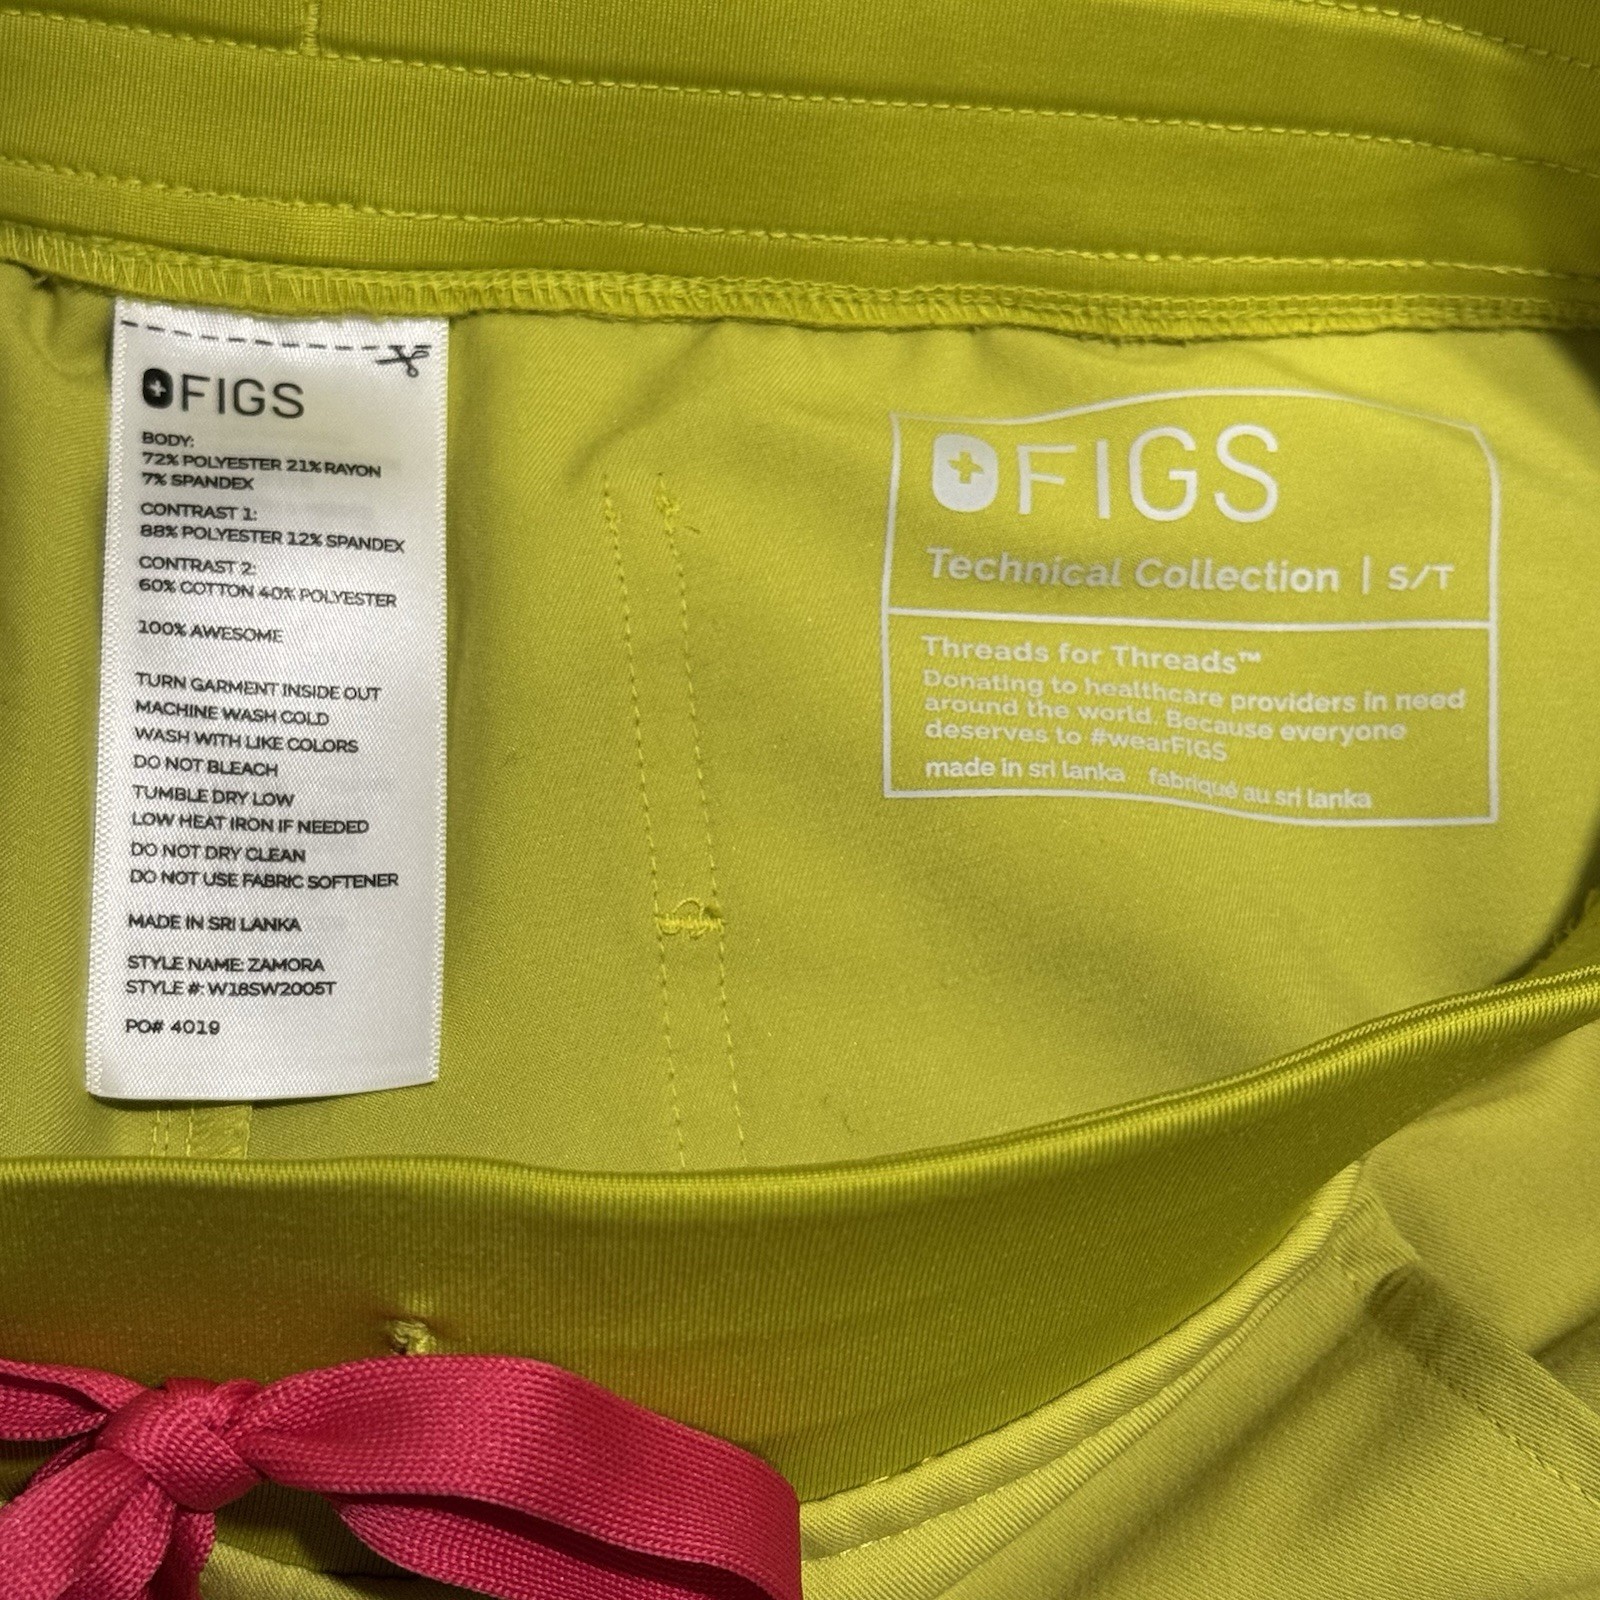 FIGS
BODY:
72% POLYESTER 21% RAYON
7% SPANDEX
CONTRAST 1:
88% POLYESTER 12% SPANDEX
CONTRAST 2:
60% COTTON 40% POLYESTER
100% AWESOME
TURN GARMENT INSIDE OUT
MACHINE WASH COLD
WASH WITH LIKE COLORS
DO NOT BLEACH
TUMBLE DRY LOW
LOW HEAT IRON IF NEEDED
DO NOT DRY CLEAN
DO NOT USE FABRIC SOFTENER
MADE IN SRI LANKA
STYLE NAME: ZAMORA
STYLE #: W18SW2005T
PO# 4019
FIGS
Technical Collection | S/T
Threads for Threads™
Donating to healthcare providers in need
around the world. Because everyone
deserves to #wearFIGS
made in sri lanka fabriqué au sri lanka